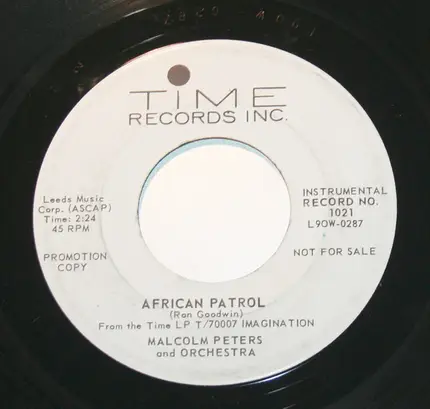 TIME
RECORDS INC.
Leeds Music
Corp. (ASCAP)
Time: 2:24
45 RPM
PROMOTION
COPY
INSTRUMENTAL
RECORD NO.
1021
L9OW-0287
NOT FOR SALE
AFRICAN PATROL
(Ron Goodwin)
From the Time LP T/70007 IMAGINATION
MALCOLM PETERS
and ORCHESTRA